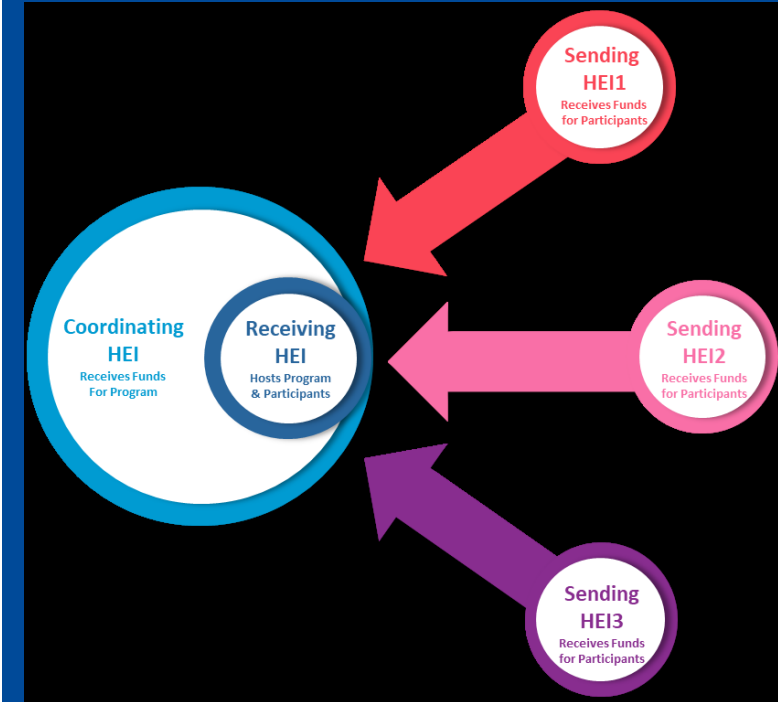 Sending
HEI1
Receives Funds
for Participants
Coordinating
HEI
Receives Funds
For Program
Receiving
HEI
Hosts Program
& Participants
Sending
HEI2
Receives Funds
for Participants
Sending
HEI3
Receives Funds
for Participants